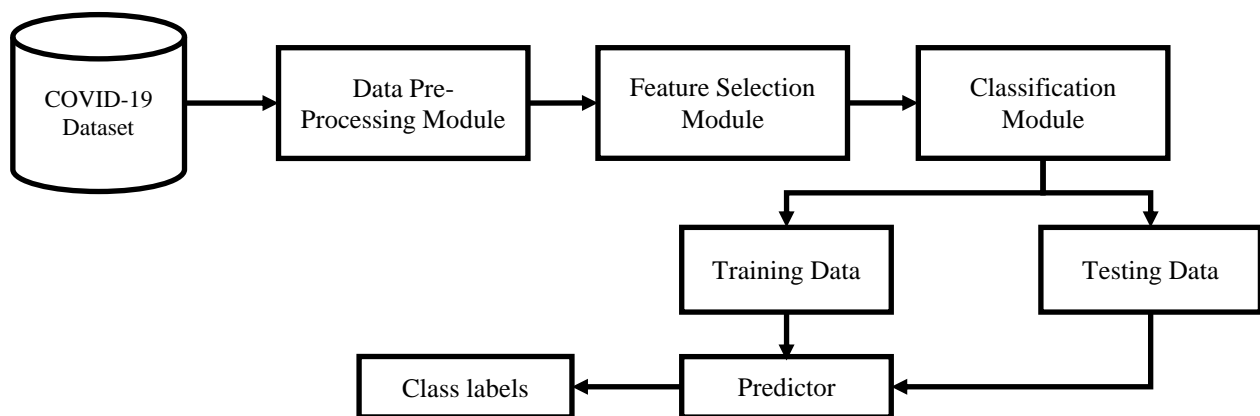 COVID-19
Dataset
Data Pre-
Processing Module
Feature Selection
Module
Classification
Module
Training Data
Testing Data
Class labels
Predictor